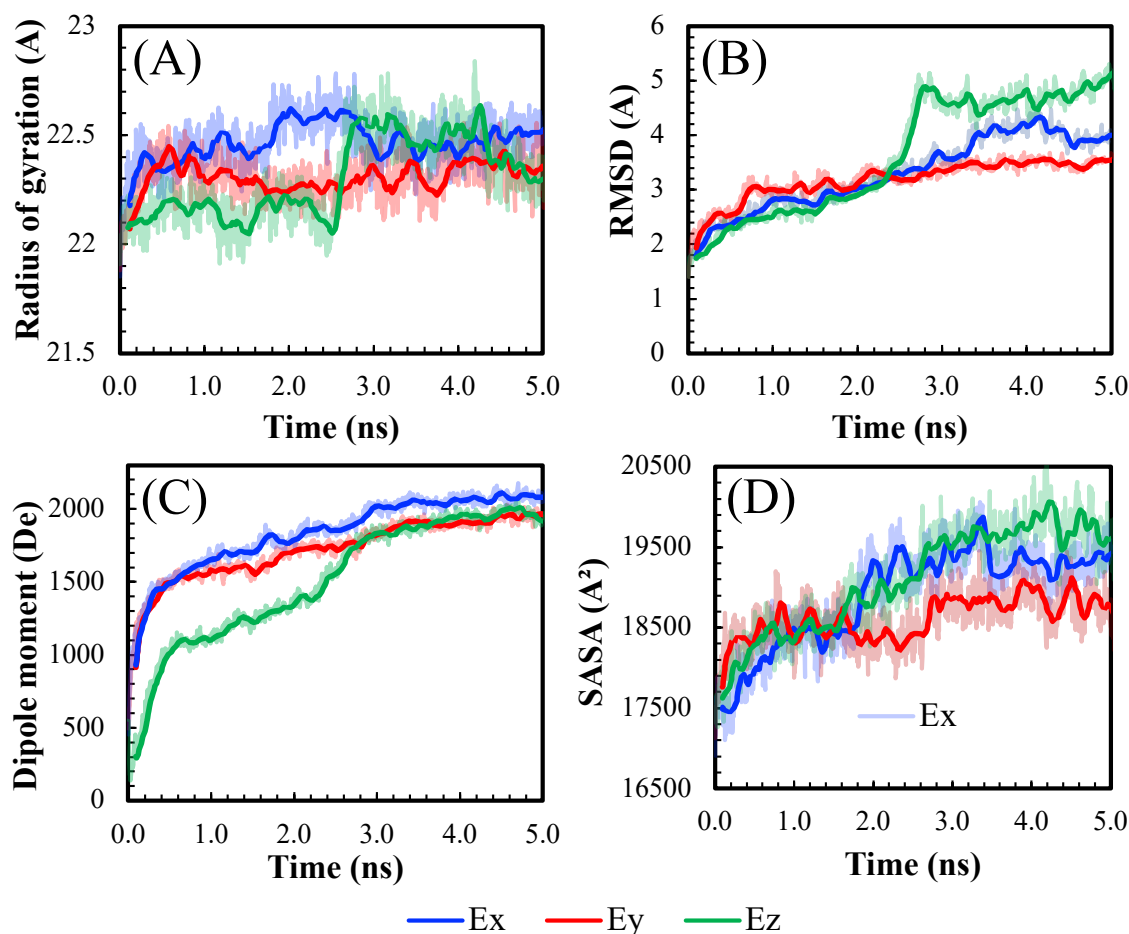 (A)
Radius of gyration (A)
23
22.5
22
21.5
0.0 1.0 2.0 3.0 4.0 5.0
Time (ns)
(B)
RMSD (A)
6
5
4
3
2
1
0
0.0 1.0 2.0 3.0 4.0 5.0
Time (ns)
(C)
Dipole moment (De)
2000
1500
1000
500
0
0.0 1.0 2.0 3.0 4.0 5.0
Time (ns)
(D)
SASA (A²)
20500
19500
18500
17500
16500
Ex
0.0 1.0 2.0 3.0 4.0 5.0
Time (ns)
Ex Ey Ez